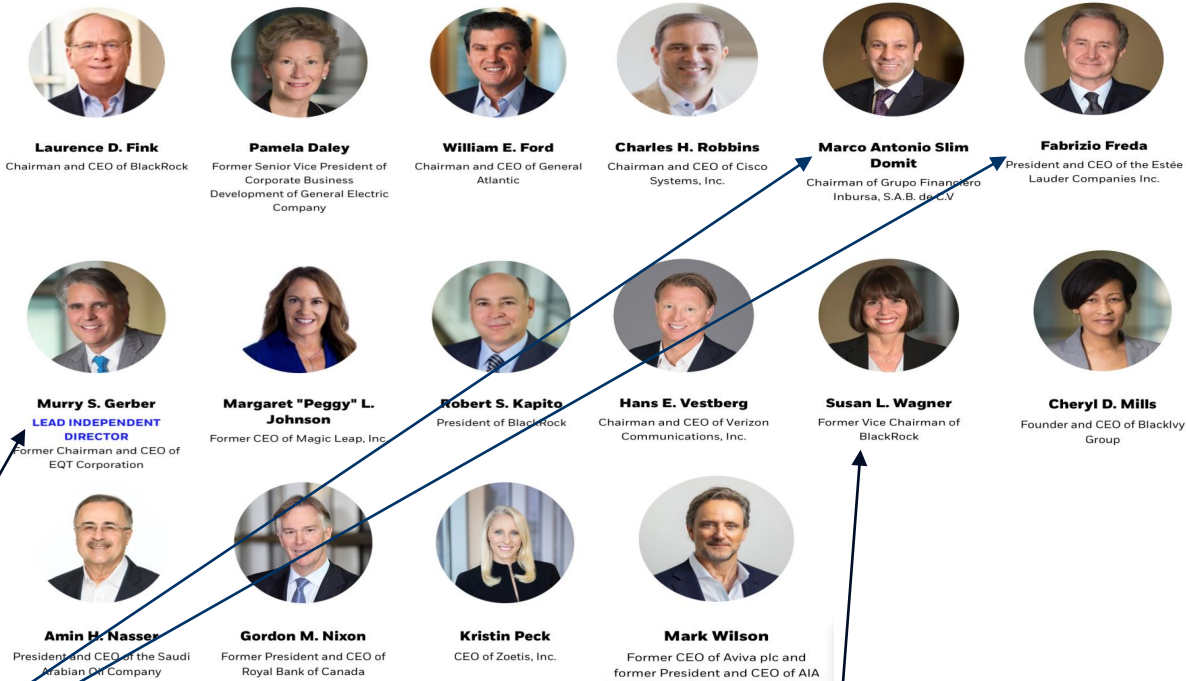 Laurence D. Fink
Chairman and CEO of BlackRock
Pamela Daley
Former Senior Vice President of
Corporate Business
Development of General Electric
Company
William E. Ford
Chairman and CEO of General
Atlantic
Charles H. Robbins
Chairman and CEO of Cisco
Systems, Inc.
Marco Antonio Slim
Domit
Chairman of Grupo Financiero
Inbursa, S.A.B. de C.V
Fabrizio Freda
President and CEO of the Estée
Lauder Companies Inc.
Murry S. Gerber
LEAD INDEPENDENT
DIRECTOR
Former Chairman and CEO of
EQT Corporation
Margaret "Peggy" L.
Johnson
Former CEO of Magic Leap, Inc.
Robert S. Kapito
President of BlackRock
Hans E. Vestberg
Chairman and CEO of Verizon
Communications, Inc.
Susan L. Wagner
Former Vice Chairman of
BlackRock
Cheryl D. Mills
Founder and CEO of BlackIvy
Group
Amin H. Nasser
President and CEO of the Saudi
Arabian Oil Company
Gordon M. Nixon
Former President and CEO of
Royal Bank of Canada
Kristin Peck
CEO of Zoetis, Inc.
Mark Wilson
Former CEO of Aviva plc and
former President and CEO of AIA